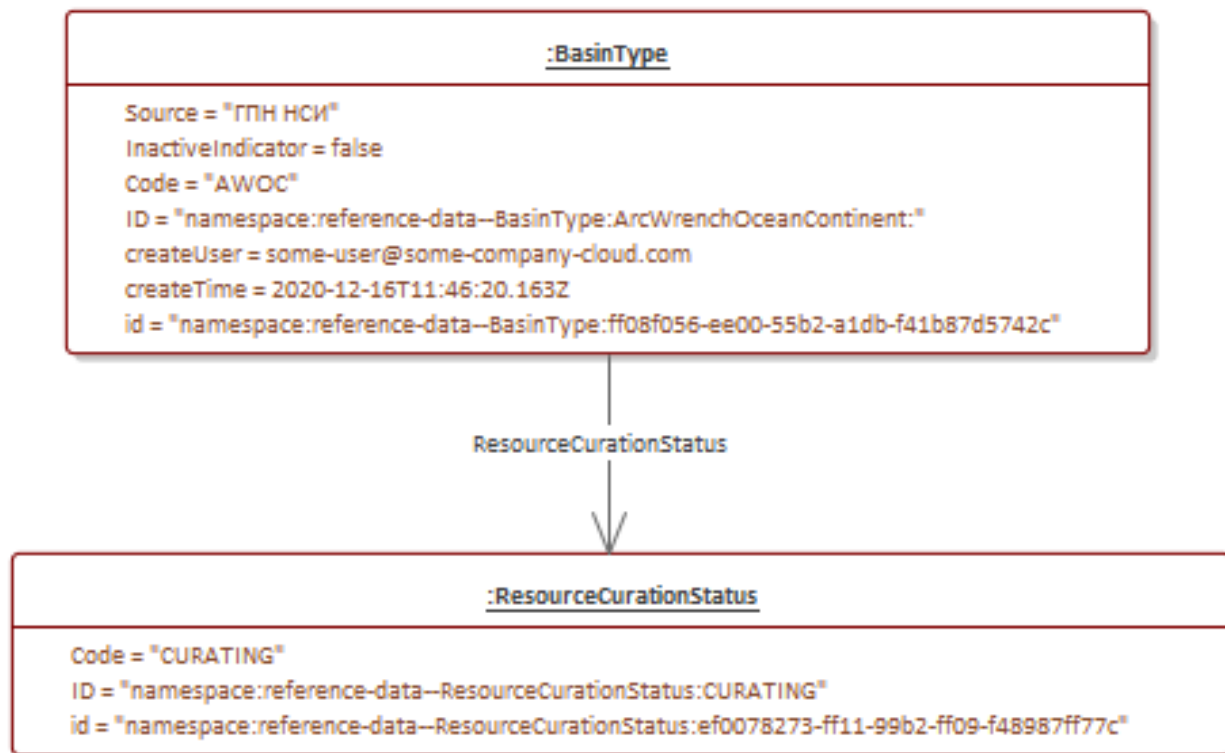 :BasinType
Source = "ГПН НСИ"
InactiveIndicator = false
Code = "AWOC"
ID = "namespace:reference-data--BasinType:ArcWrenchOceanContinent:"
createUser = some-user@some-company-cloud.com
createTime = 2020-12-16T11:46:20.163Z
id = "namespace:reference-data--BasinType:ff08f056-ee00-55b2-a1db-f41b87d5742c"
ResourceCurationStatus
:ResourceCurationStatus
Code = "CURATING"
ID = "namespace:reference-data--ResourceCurationStatus:CURATING"
id = "namespace:reference-data--ResourceCurationStatus:ef0078273-ff11-99b2-ff09-f48987ff77c"